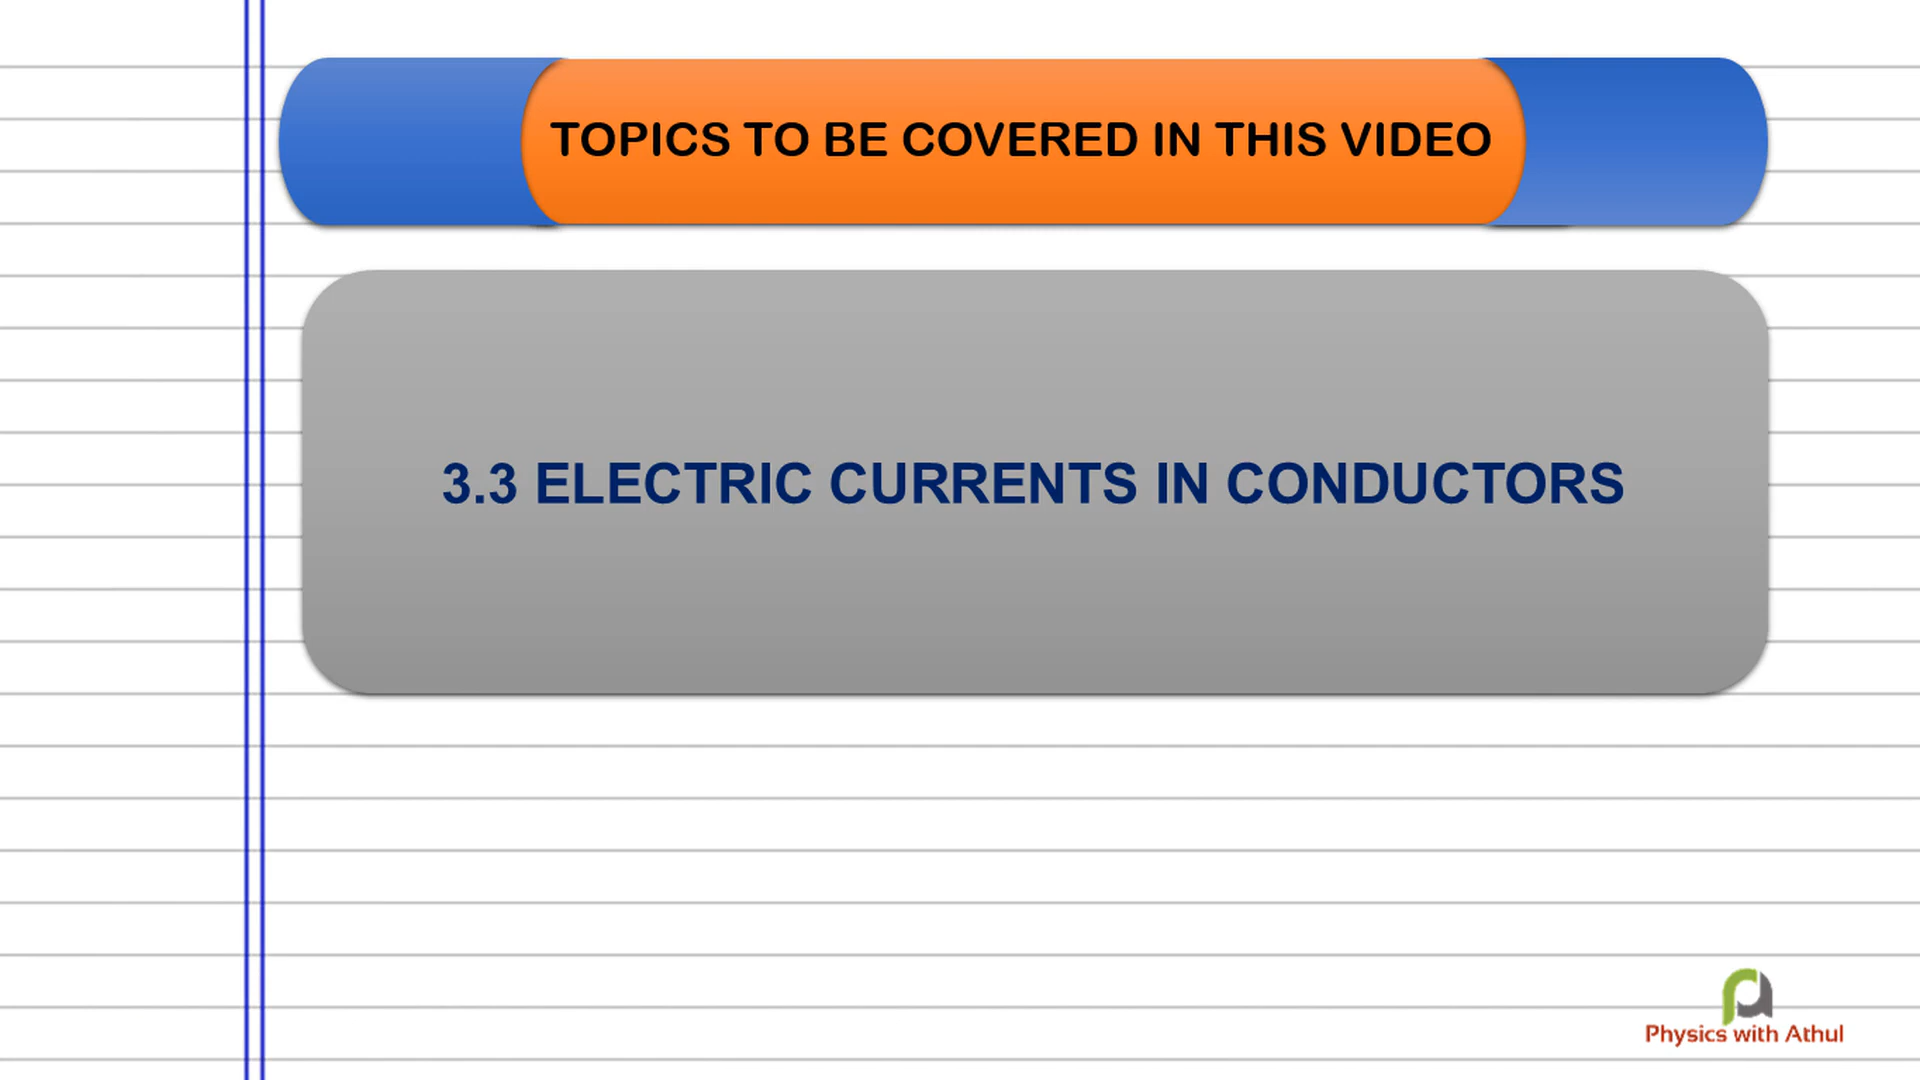 TOPICS TO BE COVERED IN THIS VIDEO
3.3 ELECTRIC CURRENTS IN CONDUCTORS
Physics with Athul